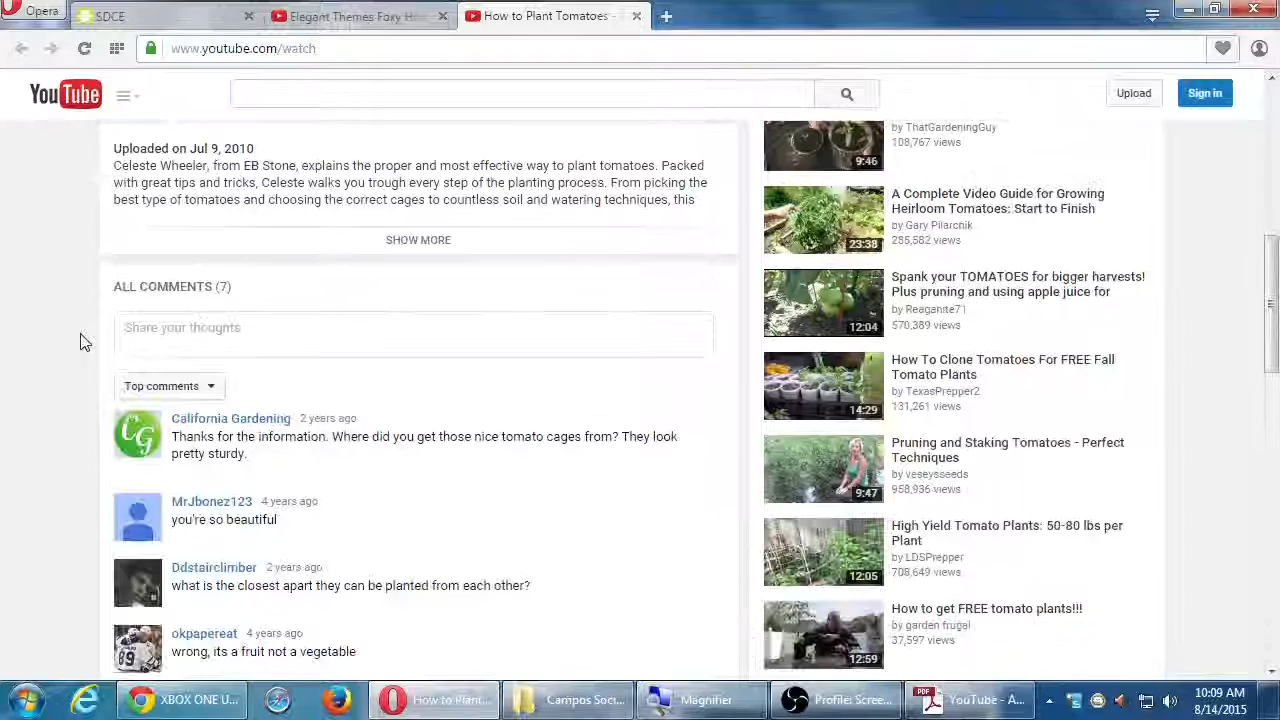 Opera
SDCE
Elegant Themes Foxy H
How to Plant Tomatoes -
www.youtube.com/watch
YouTube
Upload
Sign in
Uploaded on Jul 9, 2010
Celeste Wheeler, from EB Stone, explains the proper and most effective way to plant tomatoes. Packed
with great tips and tricks, Celeste walks you trough every step of the planting process. From picking the
best type of tomatoes and choosing the correct cages to countless soil and watering techniques, this
SHOW MORE
ALL COMMENTS (7)
Share your thoughts
Top comments
California Gardening 2 years ago
Thanks for the information. Where did you get those nice tomato cages from? They look
pretty sturdy.
MrJbonez123 4 years ago
you're so beautiful
Ddstairclimber 2 years ago
what is the closest apart they can be planted from each other?
okpapereat 4 years ago
wrong, its a fruit not a vegetable
by ThatGardeningGuy
108,767 views
9:46
A Complete Video Guide for Growing
Heirloom Tomatoes: Start to Finish
by Gary Pilarchik
285,582 views
23:38
Spank your TOMATOES for bigger harvests!
Plus pruning and using apple juice for
by Reaganite71
570,389 views
12:04
How To Clone Tomatoes For FREE Fall
Tomato Plants
by TexasPrepper2
131,261 views
14:29
Pruning and Staking Tomatoes - Perfect
Techniques
by veseysseeds
958,936 views
9:47
High Yield Tomato Plants: 50-80 lbs per
Plant
by LDSPrepper
708,649 views
12:05
How to get FREE tomato plants!!!
by garden frugal
37,597 views
12:59
XBOX ONE U...
How to Plant...
Campos Soci...
Magnifier
Profile: Scree...
PDF
YouTube - A...
10:09 AM
8/14/2015